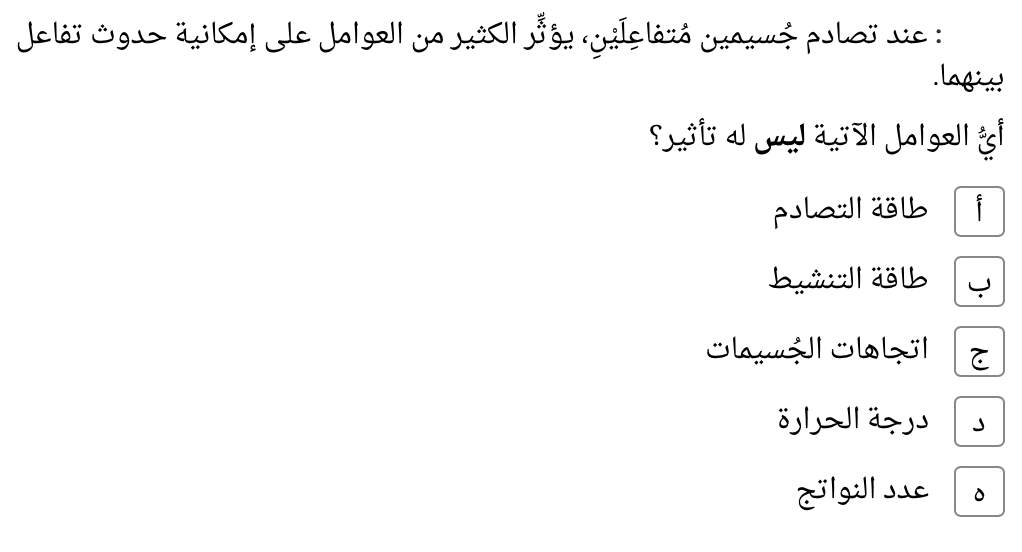 : عند تصادم جُسيمين مُتفاعِلَيْنِ، يؤثِّر الكثير من العوامل على إمكانية حدوث تفاعل
بينهما.
أيُّ العوامل الآتية ليس له تأثير؟
أ طاقة التصادم
ب طاقة التنشيط
ج اتجاهات الجُسيمات
د درجة الحرارة
ه عدد النواتج